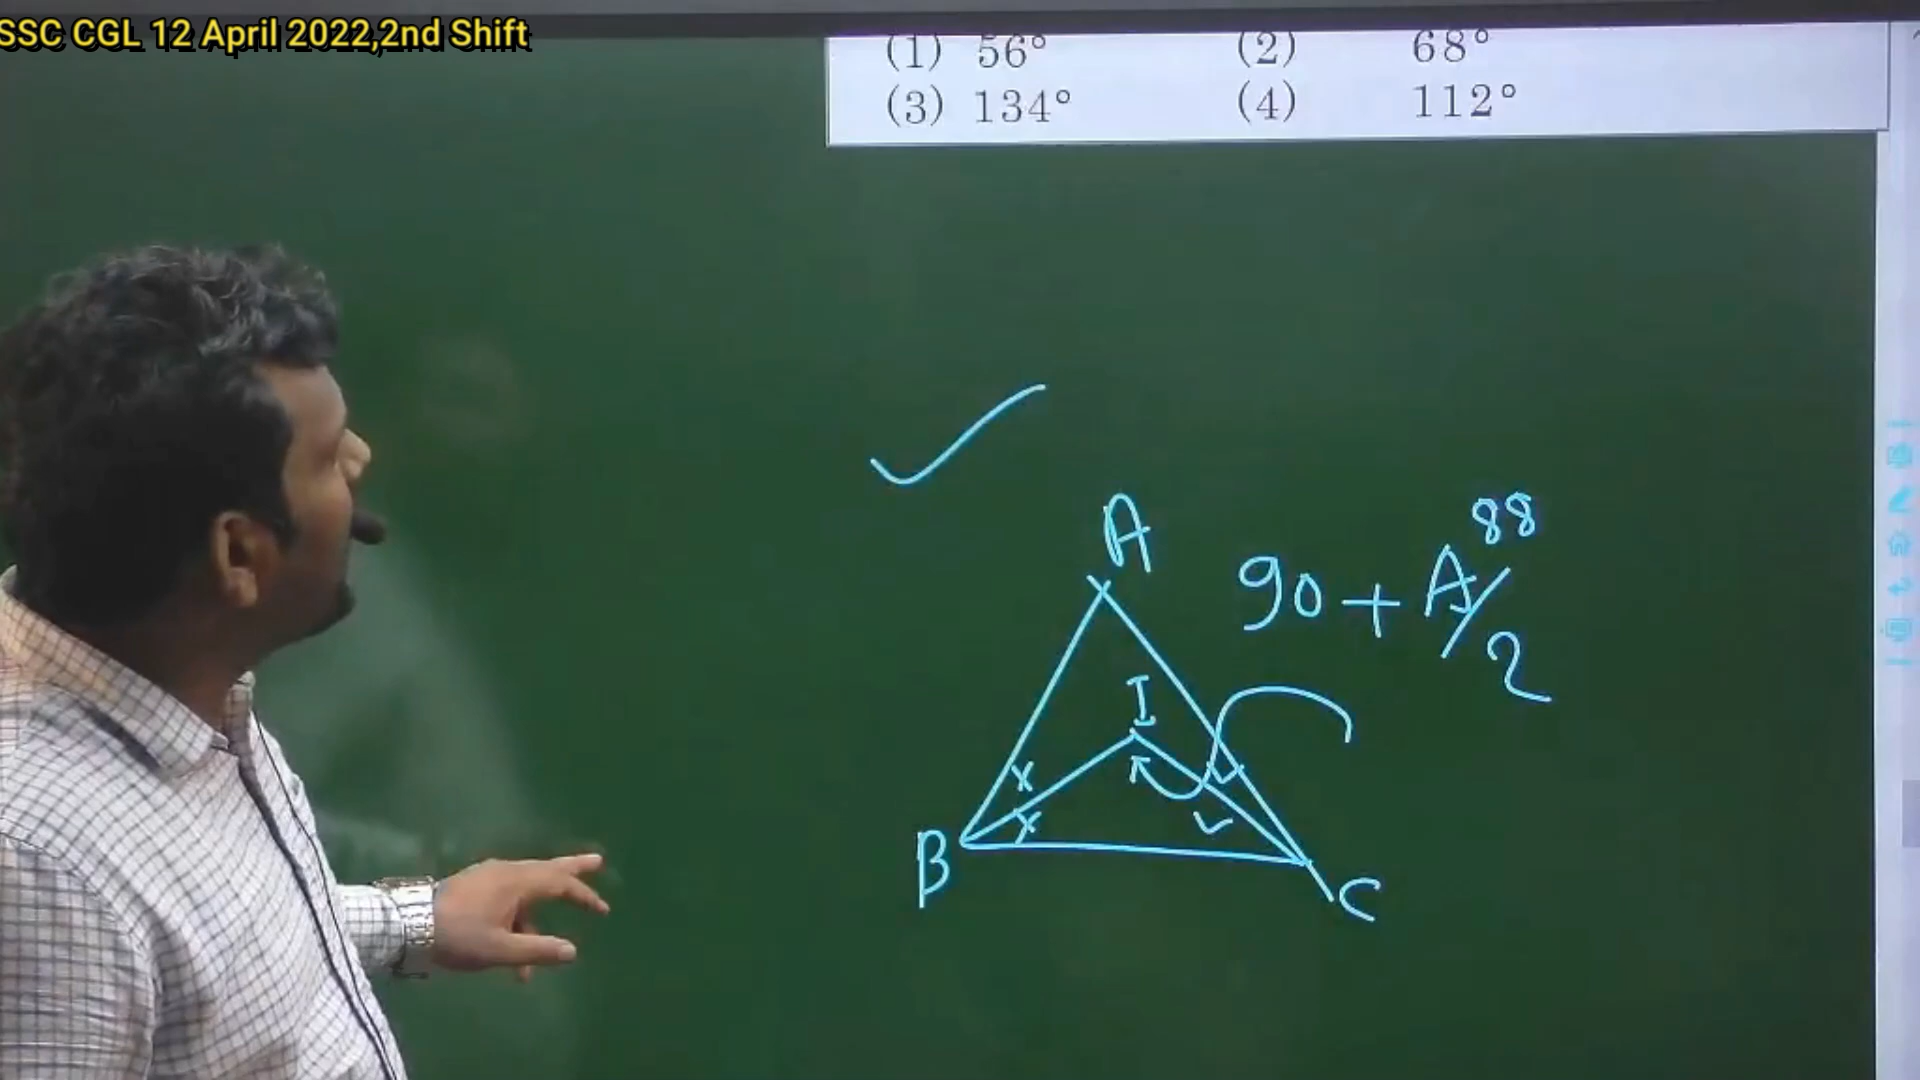 SSC CGL 12 April 2022,2nd Shift
(1) 56° (2) 68°
(3) 134° (4) 112°
A
90 + A/2
88
I
x
x
B
C